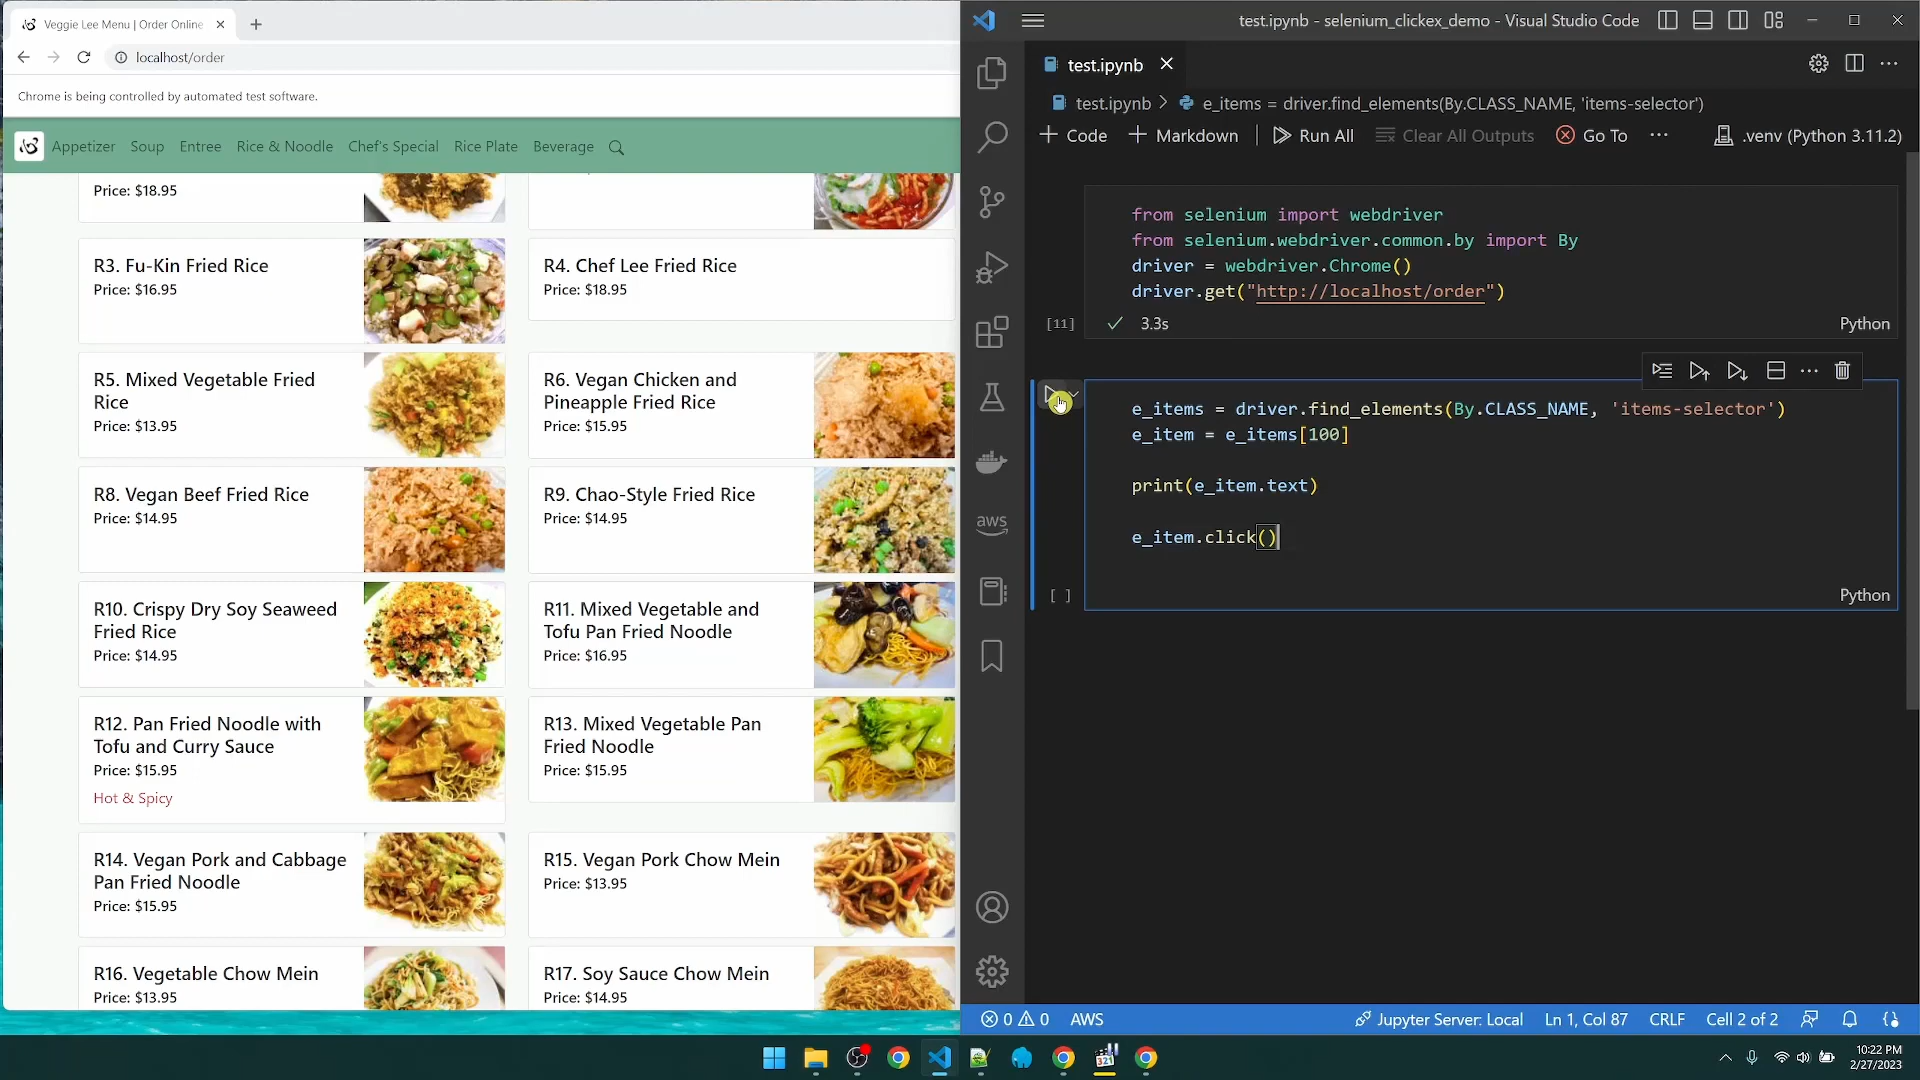 Veggie Lee Menu | Order Online
localhost/order
Chrome is being controlled by automated test software.
Appetizer Soup Entree Rice & Noodle Chef's Special Rice Plate Beverage
Price: $18.95
R3. Fu-Kin Fried Rice
Price: $16.95
R4. Chef Lee Fried Rice
Price: $18.95
R5. Mixed Vegetable Fried
Rice
Price: $13.95
R6. Vegan Chicken and
Pineapple Fried Rice
Price: $15.95
R8. Vegan Beef Fried Rice
Price: $14.95
R9. Chao-Style Fried Rice
Price: $14.95
R10. Crispy Dry Soy Seaweed
Fried Rice
Price: $14.95
R11. Mixed Vegetable and
Tofu Pan Fried Noodle
Price: $16.95
R12. Pan Fried Noodle with
Tofu and Curry Sauce
Price: $15.95
Hot & Spicy
R13. Mixed Vegetable Pan
Fried Noodle
Price: $15.95
R14. Vegan Pork and Cabbage
Pan Fried Noodle
Price: $15.95
R15. Vegan Pork Chow Mein
Price: $13.95
R16. Vegetable Chow Mein
Price: $13.95
R17. Soy Sauce Chow Mein
Price: $14.95
test.ipynb - selenium_clickex_demo - Visual Studio Code
test.ipynb
test.ipynb > e_items = driver.find_elements(By.CLASS_NAME, 'items-selector')
+ Code + Markdown | Run All Clear All Outputs Go To ··· .venv (Python 3.11.2)
from selenium import webdriver
from selenium.webdriver.common.by import By
driver = webdriver.Chrome()
driver.get("http://localhost/order")
[11] ✓ 3.3s Python
e_items = driver.find_elements(By.CLASS_NAME, 'items-selector')
e_item = e_items[100]
print(e_item.text)
e_item.click()
[ ] Python
aws
0 0 AWS Jupyter Server: Local Ln 1, Col 87 CRLF Cell 2 of 2
321
10:22 PM
2/27/2023